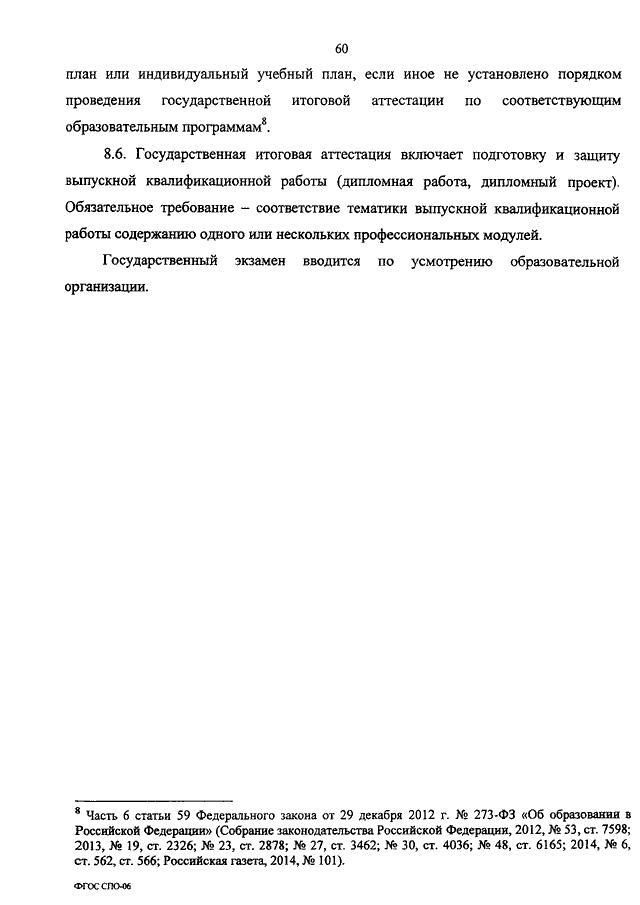 60
план или индивидуальный учебный план, если иное не установлено порядком
проведения государственной итоговой аттестации по соответствующим
образовательным программам⁸.
8.6. Государственная итоговая аттестация включает подготовку и защиту
выпускной квалификационной работы (дипломная работа, дипломный проект).
Обязательное требование – соответствие тематики выпускной квалификационной
работы содержанию одного или нескольких профессиональных модулей.
Государственный экзамен вводится по усмотрению образовательной
организации.
⁸ Часть 6 статьи 59 Федерального закона от 29 декабря 2012 г. № 273-ФЗ «Об образовании в
Российской Федерации» (Собрание законодательства Российской Федерации, 2012, № 53, ст. 7598;
2013, № 19, ст. 2326; № 23, ст. 2878; № 27, ст. 3462; № 30, ст. 4036; № 48, ст. 6165; 2014, № 6,
ст. 562, ст. 566; Российская газета, 2014, № 101).
ФГОС СПО-06